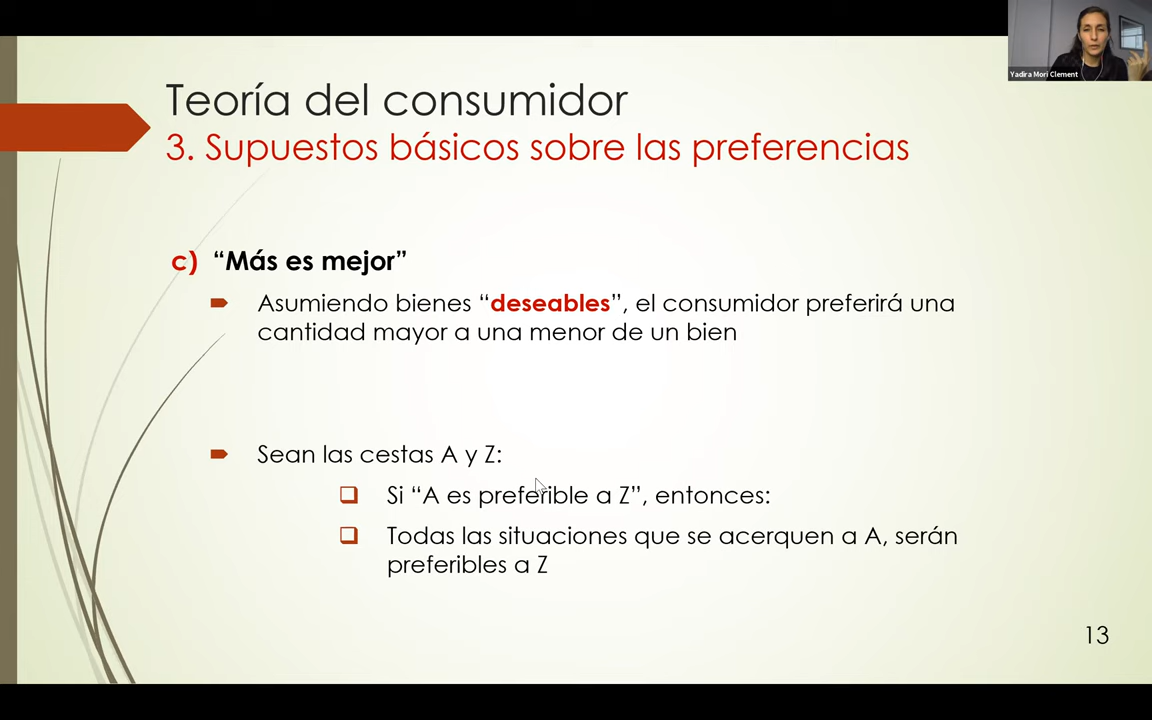 Yadira Mori Clement
Teoría del consumidor
3. Supuestos básicos sobre las preferencias
c) “Más es mejor”
Asumiendo bienes “deseables”, el consumidor preferirá una
cantidad mayor a una menor de un bien
Sean las cestas A y Z:
Si “A es preferible a Z”, entonces:
Todas las situaciones que se acerquen a A, serán
preferibles a Z
13